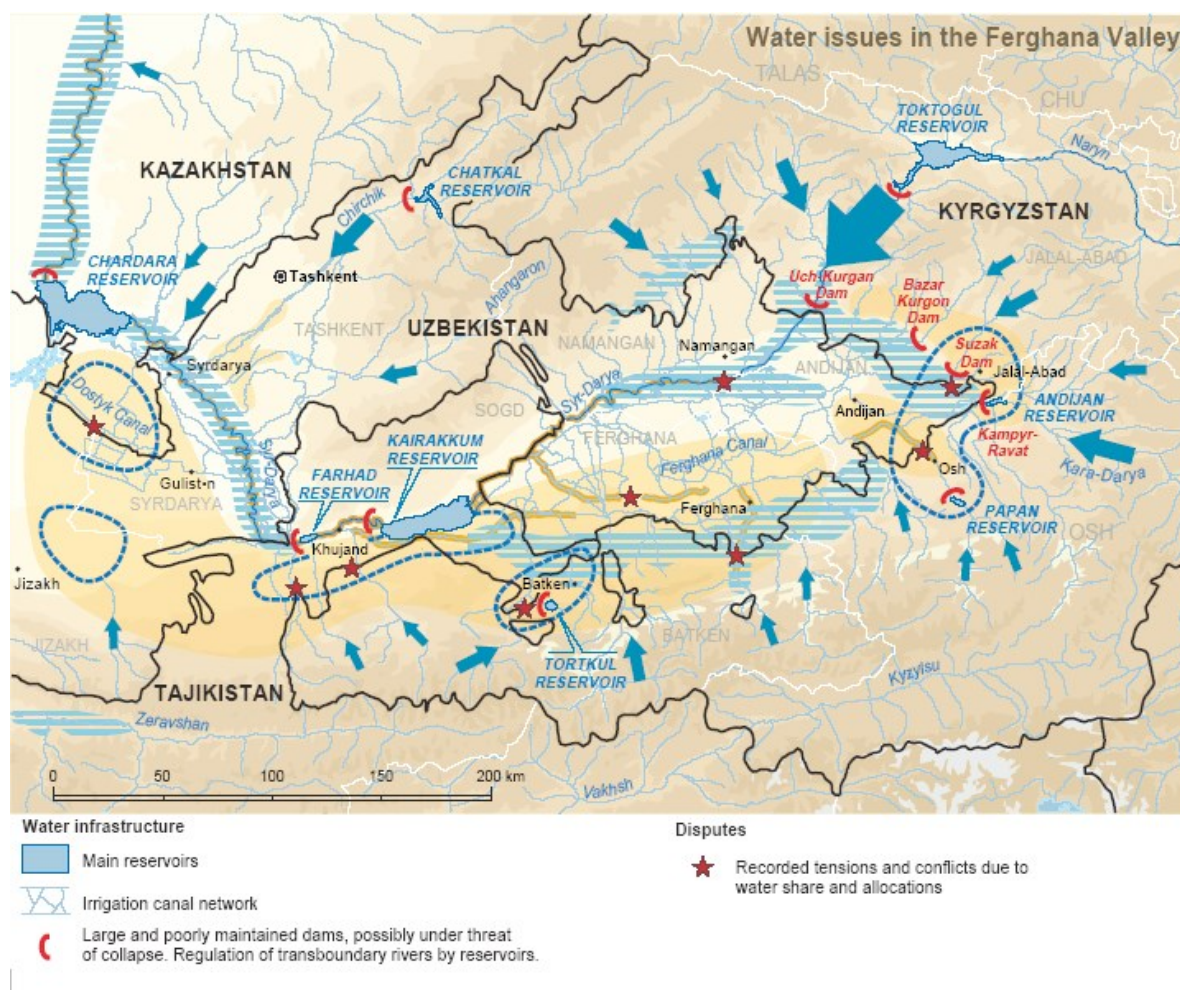 Water issues in the Ferghana Valley
TALAS
CHU
TOKTOGUL
RESERVOIR
Naryn
KAZAKHSTAN
CHATKAL
RESERVOIR
Chirchik
KYRGYZSTAN
CHARDARA
RESERVOIR
Tashkent
JALAL-ABAD
Uch-Kurgan
Dam
Bazar
Kurgon
Dam
Ahangaron
TASHKENT
UZBEKISTAN
NAMANGAN
Namangan
Suzak
Dam
Syrdarya
ANDIJAN
Jalal-Abad
Dostyk Canal
Syr-Darya
SOGD
Andijan
ANDIJAN
RESERVOIR
KAIRAKKUM
RESERVOIR
FERGHANA
Ferghana Canal
Kampyr-
Ravat
Kara-Darya
Syr-Darya
FARHAD
RESERVOIR
Osh
Gulist•n
SYRDARYA
Ferghana
PAPAN
RESERVOIR
OSH
Khujand
Jizakh
Batken
JIZAKH
BATKEN
TORTKUL
RESERVOIR
Kyzylsu
TAJIKISTAN
Zeravshan
Vakhsh
0 50 100 150 200 km
Water infrastructure
Main reservoirs
Irrigation canal network
Large and poorly maintained dams, possibly under threat
of collapse. Regulation of transboundary rivers by reservoirs.
Disputes
Recorded tensions and conflicts due to
water share and allocations